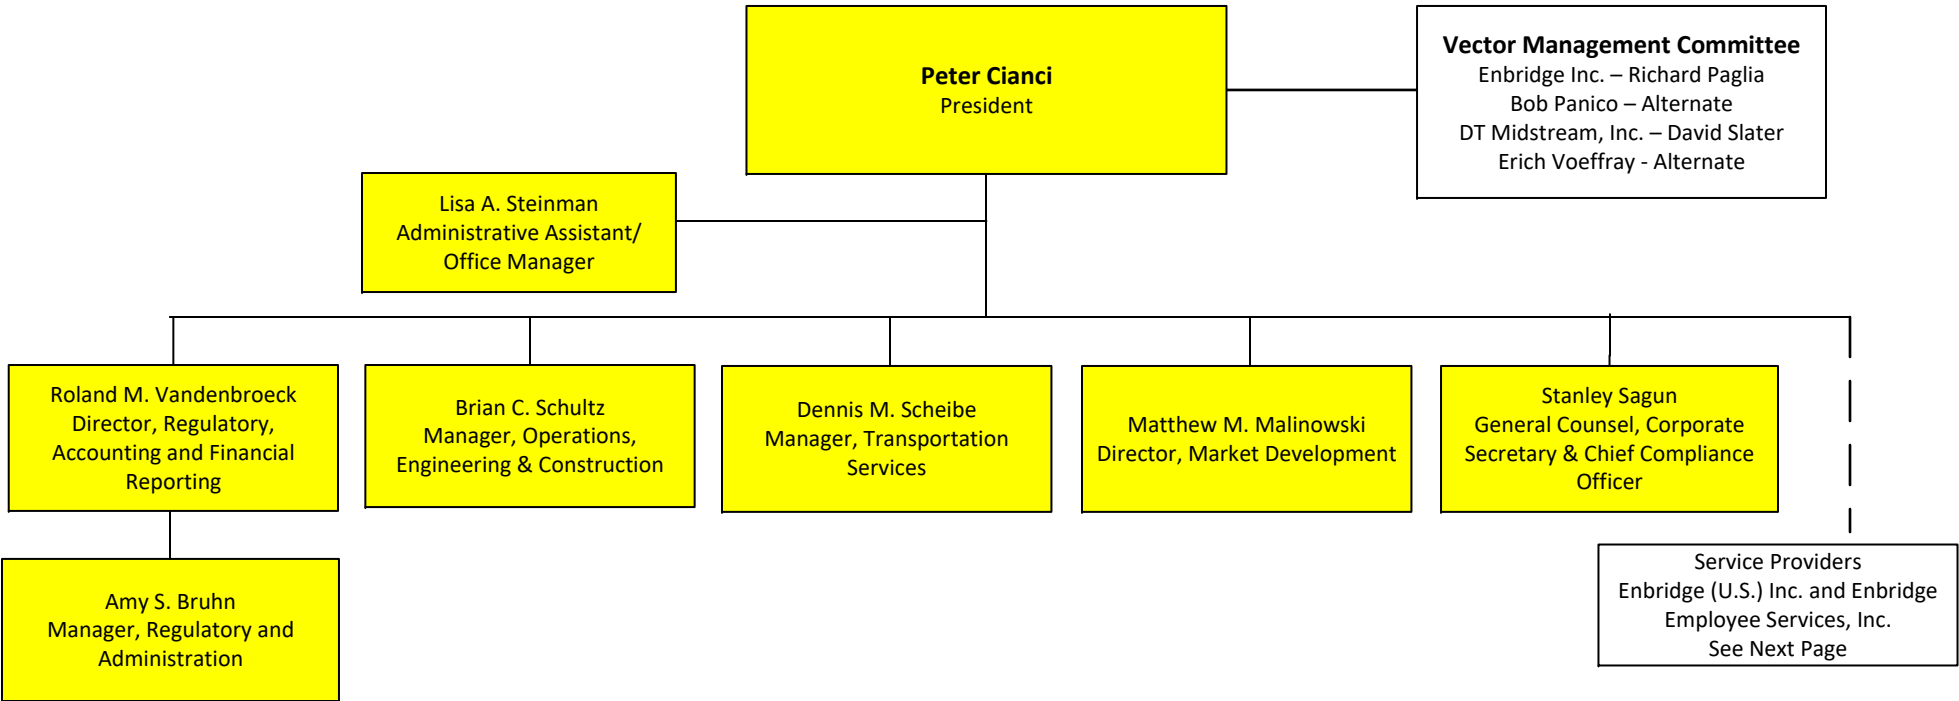 Peter Cianci
President
Vector Management Committee
Enbridge Inc. – Richard Paglia
Bob Panico – Alternate
DT Midstream, Inc. – David Slater
Erich Voeffray - Alternate
Lisa A. Steinman
Administrative Assistant/
Office Manager
Roland M. Vandenbroeck
Director, Regulatory,
Accounting and Financial
Reporting
Brian C. Schultz
Manager, Operations,
Engineering & Construction
Dennis M. Scheibe
Manager, Transportation
Services
Matthew M. Malinowski
Director, Market Development
Stanley Sagun
General Counsel, Corporate
Secretary & Chief Compliance
Officer
Amy S. Bruhn
Manager, Regulatory and
Administration
Service Providers
Enbridge (U.S.) Inc. and Enbridge
Employee Services, Inc.
See Next Page